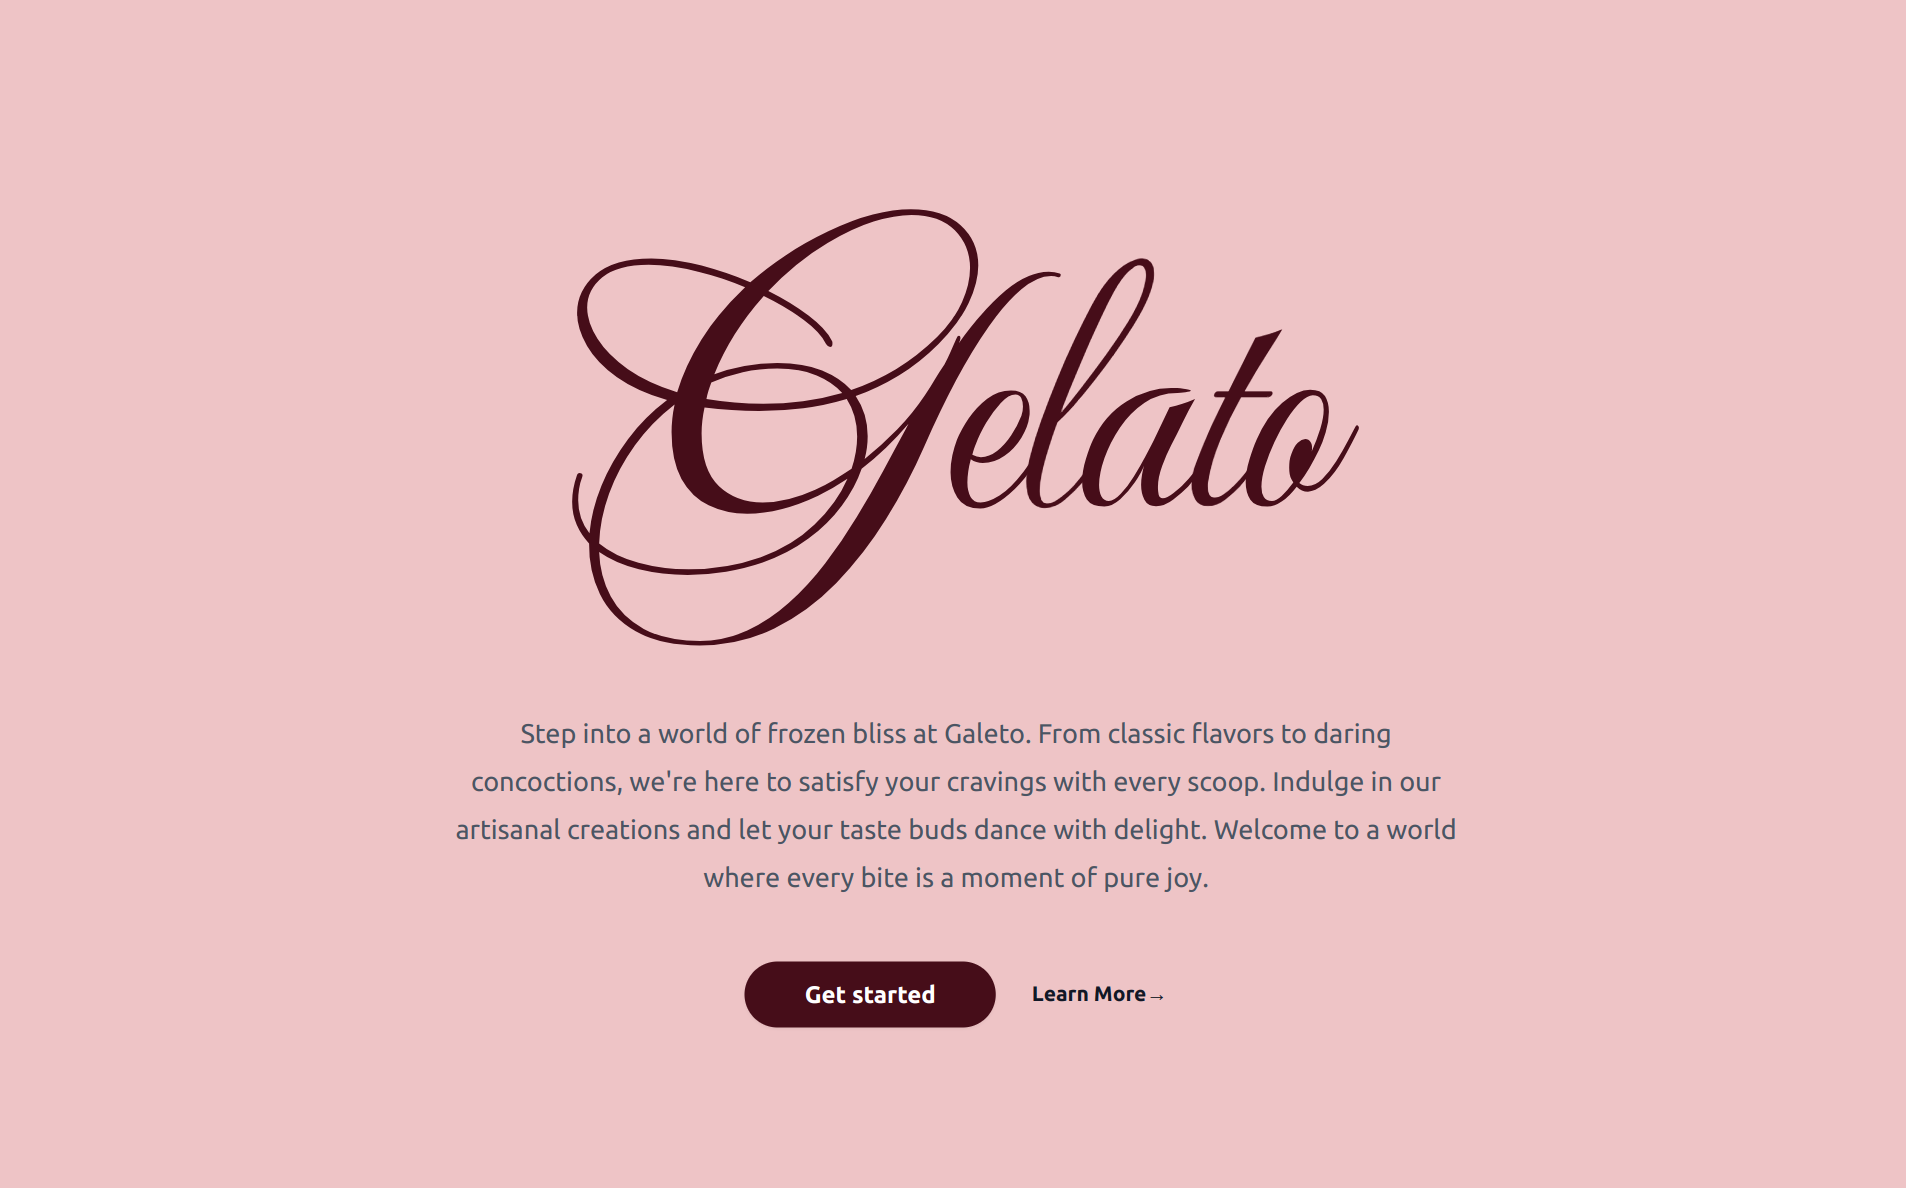 Gelato
Step into a world of frozen bliss at Galeto. From classic flavors to daring
concoctions, we're here to satisfy your cravings with every scoop. Indulge in our
artisanal creations and let your taste buds dance with delight. Welcome to a world
where every bite is a moment of pure joy.
Get started
Learn More→